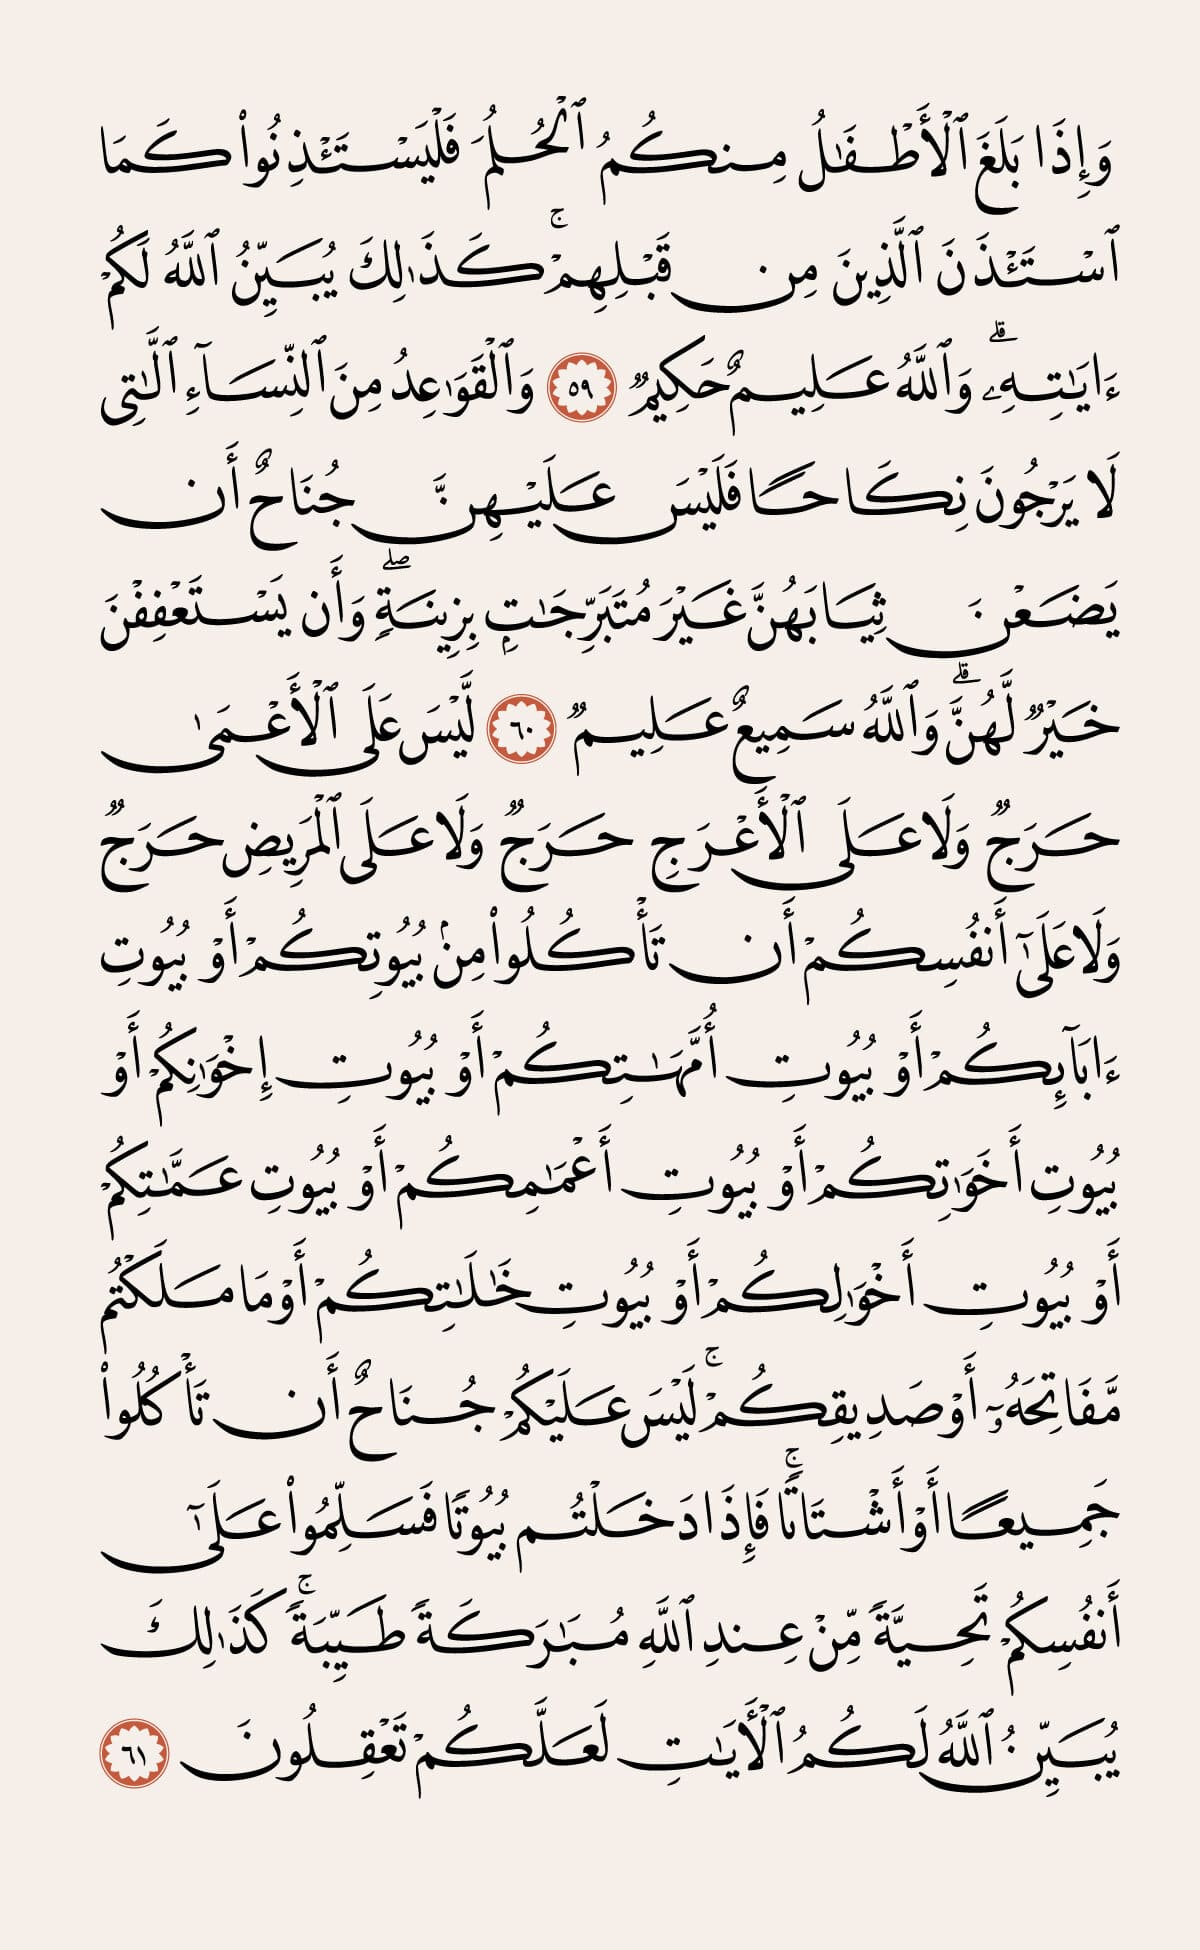 وَإِذَا بَلَغَ ٱلْأَطْفَـٰلُ مِنكُمُ ٱلْحُلُمَ فَلْيَسْتَـْٔذِنُوا۟ كَمَا
ٱسْتَـْٔذَنَ ٱلَّذِينَ مِن قَبْلِهِمْ ۚ كَذَٰلِكَ يُبَيِّنُ ٱللَّهُ لَكُمْ
ءَايَـٰتِهِۦ ۗ وَٱللَّهُ عَلِيمٌ حَكِيمٌ ٥٩ وَٱلْقَوَٰعِدُ مِنَ ٱلنِّسَآءِ ٱلَّـٰتِى
لَا يَرْجُونَ نِكَاحًا فَلَيْسَ عَلَيْهِنَّ جُنَاحٌ أَن
يَضَعْنَ ثِيَابَهُنَّ غَيْرَ مُتَبَرِّجَـٰتٍۭ بِزِينَةٍ ۖ وَأَن يَسْتَعْفِفْنَ
خَيْرٌ لَّهُنَّ ۗ وَٱللَّهُ سَمِيعٌ عَلِيمٌ ٦٠ لَّيْسَ عَلَى ٱلْأَعْمَىٰ
حَرَجٌ وَلَا عَلَى ٱلْأَعْرَجِ حَرَجٌ وَلَا عَلَى ٱلْمَرِيضِ حَرَجٌ
وَلَا عَلَىٰٓ أَنفُسِكُمْ أَن تَأْكُلُوا۟ مِنۢ بُيُوتِكُمْ أَوْ بُيُوتِ
ءَابَآئِكُمْ أَوْ بُيُوتِ أُمَّهَـٰتِكُمْ أَوْ بُيُوتِ إِخْوَٰنِكُمْ أَوْ
بُيُوتِ أَخَوَٰتِكُمْ أَوْ بُيُوتِ أَعْمَـٰمِكُمْ أَوْ بُيُوتِ عَمَّـٰتِكُمْ
أَوْ بُيُوتِ أَخْوَٰلِكُمْ أَوْ بُيُوتِ خَـٰلَـٰتِكُمْ أَوْ مَا مَلَكْتُم
مَّفَاتِحَهُۥٓ أَوْ صَدِيقِكُمْ ۚ لَيْسَ عَلَيْكُمْ جُنَاحٌ أَن تَأْكُلُوا۟
جَمِيعًا أَوْ أَشْتَاتًا ۚ فَإِذَا دَخَلْتُم بُيُوتًا فَسَلِّمُوا۟ عَلَىٰٓ
أَنفُسِكُمْ تَحِيَّةً مِّنْ عِندِ ٱللَّهِ مُبَـٰرَكَةً طَيِّبَةً ۚ كَذَٰلِكَ
يُبَيِّنُ ٱللَّهُ لَكُمُ ٱلْأَيَـٰتِ لَعَلَّكُمْ تَعْقِلُونَ ٦١